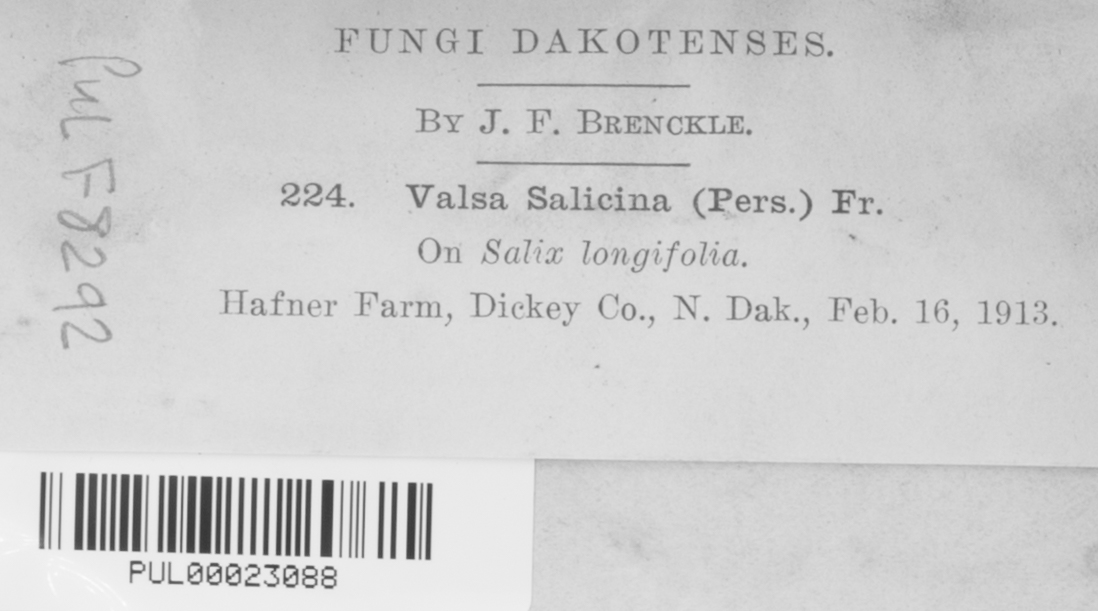 FUNGI DAKOTENSES.
BY J. F. BRENCKLE.
224. Valsa Salicina (Pers.) Fr.
On Salix longifolia.
Hafner Farm, Dickey Co., N. Dak., Feb. 16, 1913.
PUL F8292
PUL00023088